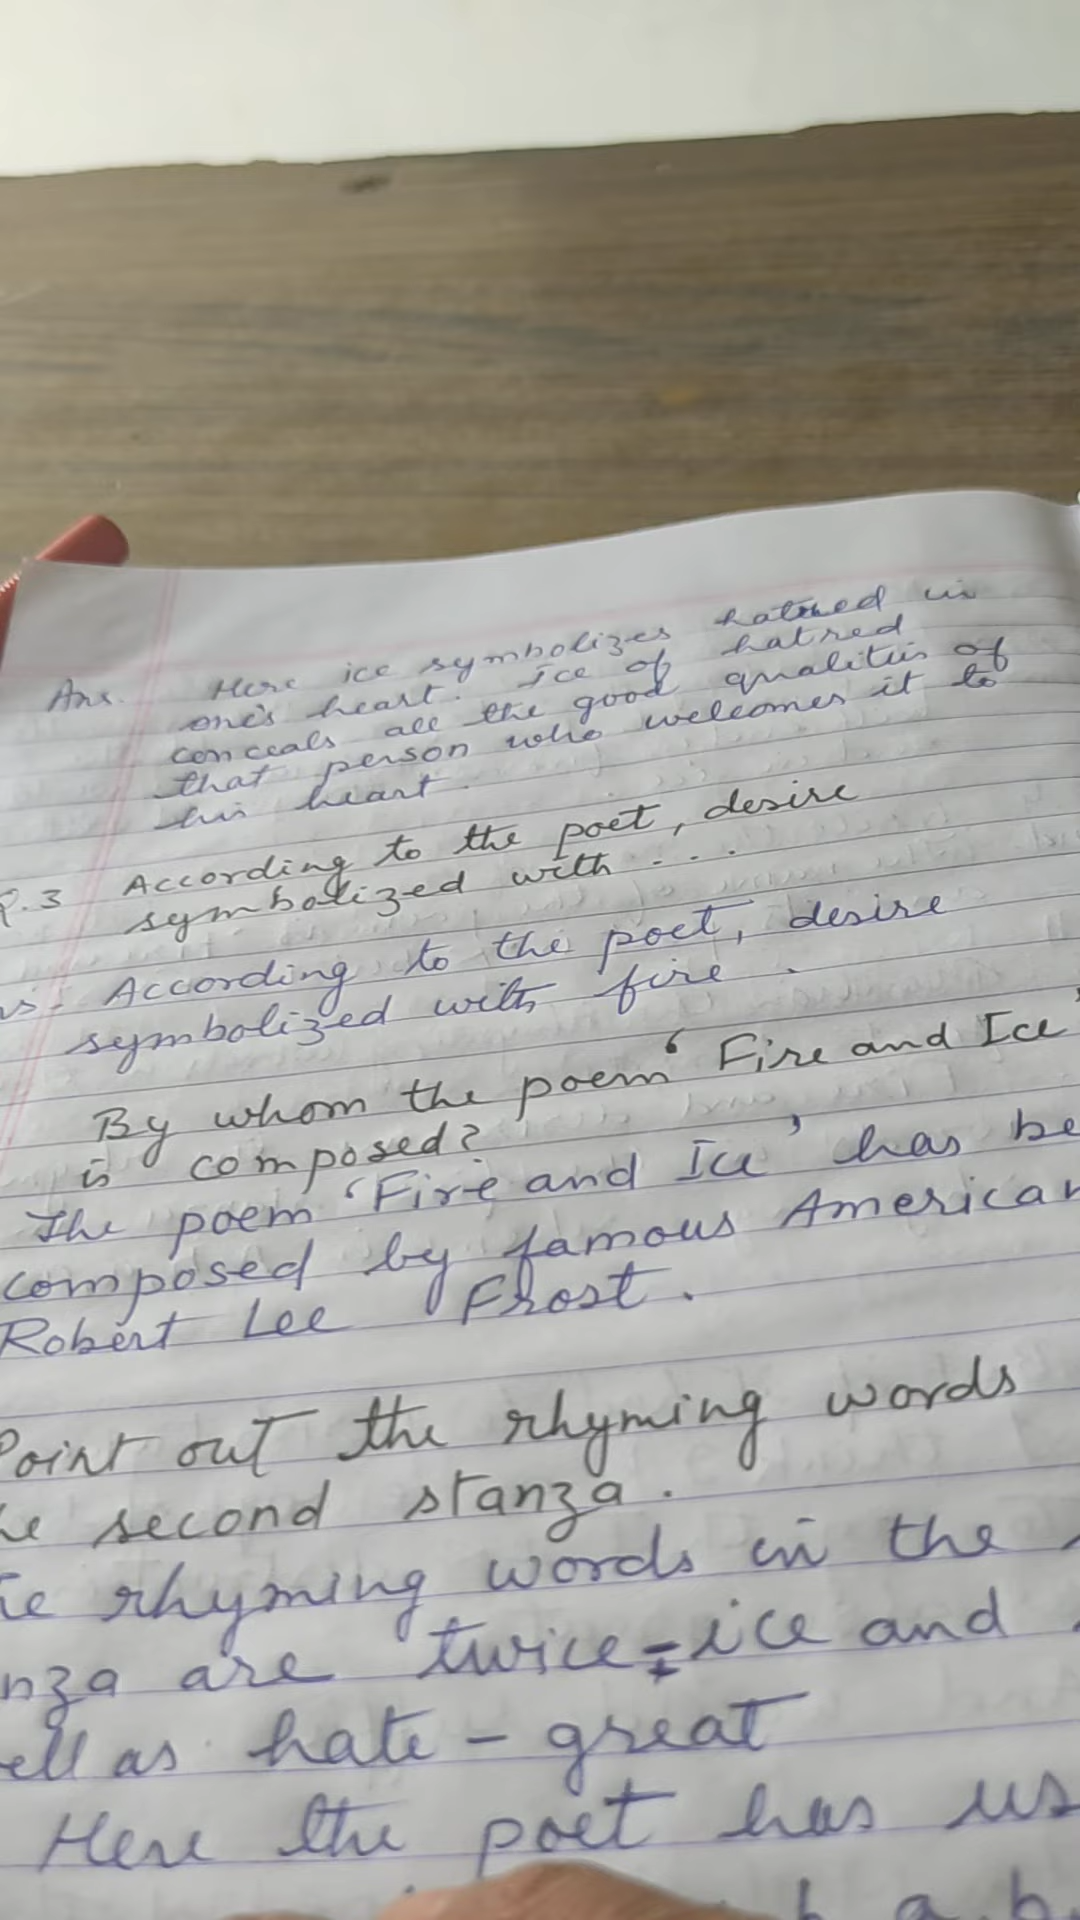 Ans. Here ice symbolizes hatred in
one's heart. Ice of hatred
conceals all the good qualities of
that person who welcomes it to
his heart.
Q.3 According to the poet, desire
symbolized with ...
ns- According to the poet, desire
symbolized with fire.
By whom the poem 'Fire and Ice'
is composed?
The poem 'Fire and Ice' has be
composed by famous American
Robert Lee Frost.
Point out the rhyming words
he second stanza.
he rhyming words in the
nza are twice-ice and
ell as hate - great
Here the poet has us